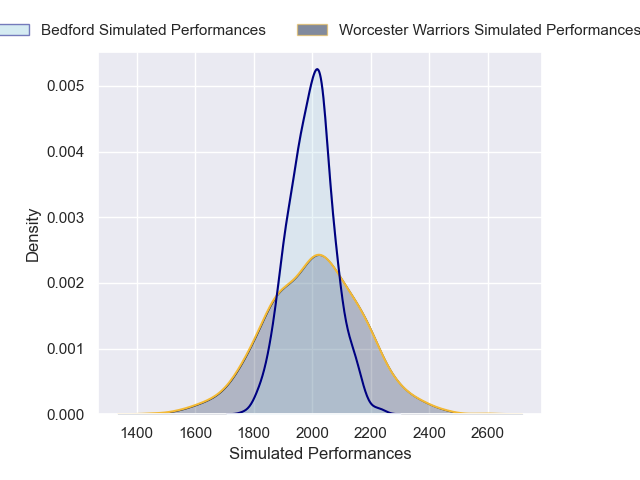 Bedford Simulated Performances
Worcester Warriors Simulated Performances
0.005
0.004
0.003
0.002
0.001
0.000
Density
1400 1600 1800 2000 2200 2400 2600
Simulated Performances